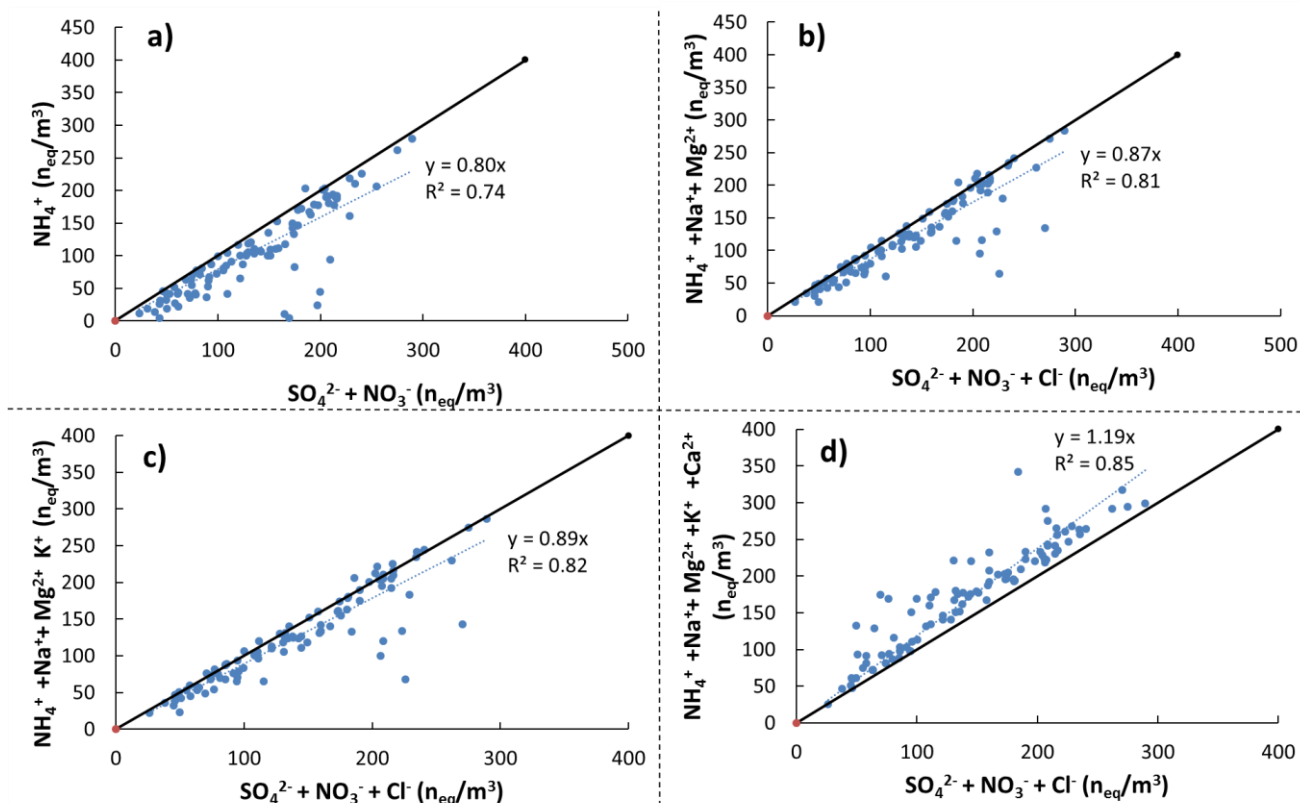 a)
NH₄⁺ (nₑq/m³)
450
400
350
300
250
200
150
100
50
0
y = 0.80x
R² = 0.74
0 100 200 300 400 500
SO₄²⁻ + NO₃⁻ (nₑq/m³)
b)
NH₄⁺ +Na⁺+ Mg²⁺ (nₑq/m³)
450
400
350
300
250
200
150
100
50
0
y = 0.87x
R² = 0.81
0 100 200 300 400 500
SO₄²⁻ + NO₃⁻ + Cl⁻ (nₑq/m³)
c)
NH₄⁺ +Na⁺+ Mg²⁺ K⁺ (nₑq/m³)
400
350
300
250
200
150
100
50
0
y = 0.89x
R² = 0.82
0 100 200 300 400
SO₄²⁻ + NO₃⁻ + Cl⁻ (nₑq/m³)
d)
NH₄⁺ +Na⁺+ Mg²⁺ +K⁺ +Ca²⁺
(nₑq/m³)
400
350
300
250
200
150
100
50
0
y = 1.19x
R² = 0.85
0 100 200 300 400
SO₄²⁻ + NO₃⁻ + Cl⁻ (nₑq/m³)